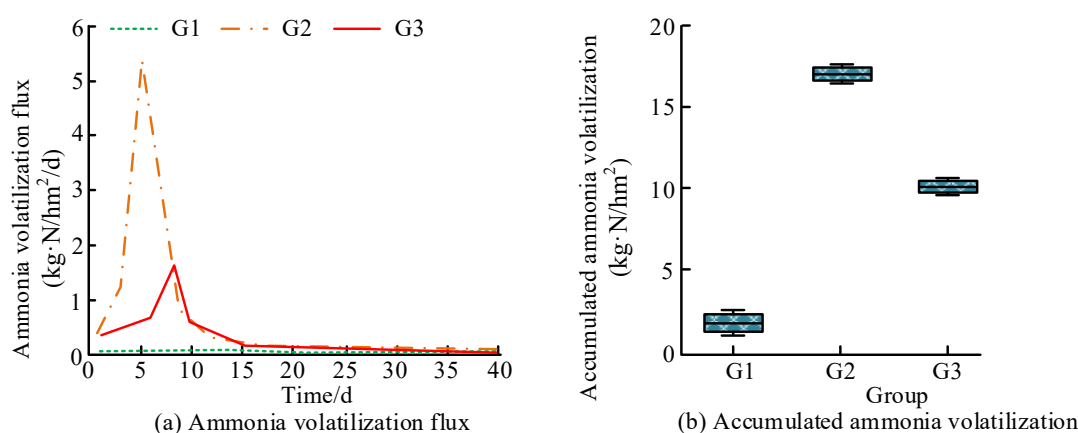 G1 G2 G3
Ammonia volatilization flux
(kg·N/hm²/d)
6
5
4
3
2
1
0
0 5 10 15 20 25 30 35 40
Time/d
(a) Ammonia volatilization flux
Accumulated ammonia volatilization
(kg·N/hm²)
20
15
10
5
0
G1 G2 G3
Group
(b) Accumulated ammonia volatilization